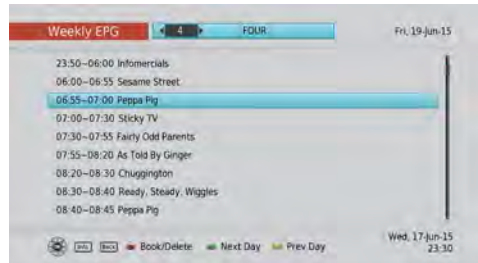 Weekly EPG 4 FOUR Fri, 19-Jun-15
23:50~06:00 Infomercials
06:00~06:55 Sesame Street
06:55~07:00 Peppa Pig
07:00~07:30 Sticky TV
07:30~07:55 Fairly Odd Parents
07:55~08:20 As Told By Ginger
08:20~08:30 Chuggington
08:30~08:40 Ready, Steady, Wiggles
08:40~08:45 Peppa Pig
Info Back Book/Delete Next Day Prev Day Wed, 17-Jun-15
23:30